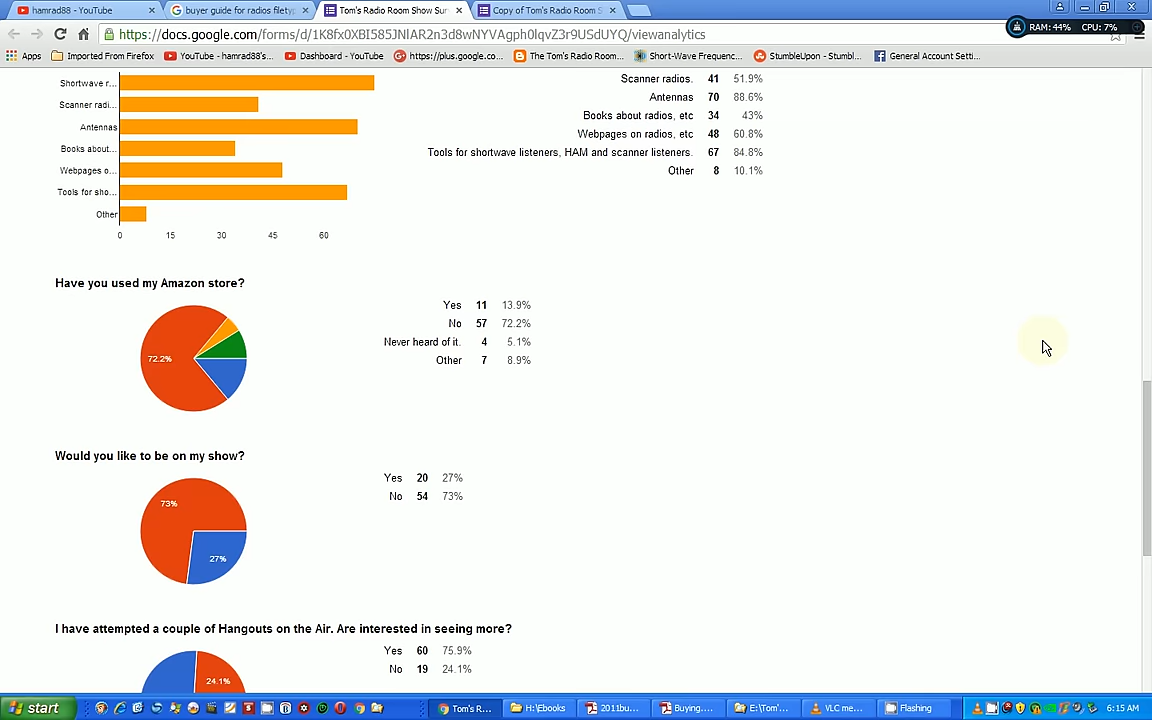 hamrad88 - YouTube
buyer guide for radios filetyp
Tom's Radio Room Show Sur
Copy of Tom's Radio Room S
https://docs.google.com/forms/d/1K8fx0XBI585JNIAR2n3d8wNYVAgph0lqvZ3r9USdUYQ/viewanalytics
RAM: 44% CPU: 7%
Apps
Imported From Firefox
YouTube - hamrad88's...
Dashboard - YouTube
https://plus.google.co...
The Tom's Radio Room...
Short-Wave Frequenc...
StumbleUpon - Stumbl...
General Account Setti...
Shortwave r...
Scanner radi...
Antennas
Books about...
Webpages o...
Tools for sho...
Other
0 15 30 45 60
Scanner radios. 41 51.9%
Antennas 70 88.6%
Books about radios, etc 34 43%
Webpages on radios, etc 48 60.8%
Tools for shortwave listeners, HAM and scanner listeners. 67 84.8%
Other 8 10.1%
Have you used my Amazon store?
72.2%
Yes 11 13.9%
No 57 72.2%
Never heard of it. 4 5.1%
Other 7 8.9%
Would you like to be on my show?
73%
27%
Yes 20 27%
No 54 73%
I have attempted a couple of Hangouts on the Air. Are interested in seeing more?
24.1%
Yes 60 75.9%
No 19 24.1%
start
Tom's R...
H:\Ebooks
2011bu...
Buying....
E:\Tom'...
VLC me...
Flashing
6:15 AM